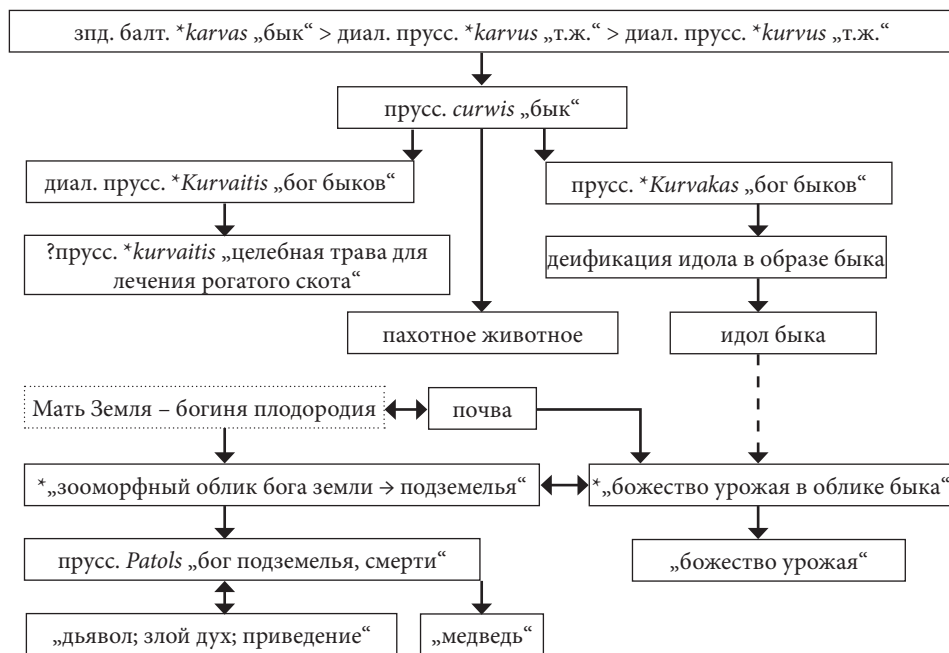 зпд. балт. *karvas „бык“ > диал. прусс. *karvus „т.ж.“ > диал. прусс. *kurvus „т.ж.“
прусс. curwis „бык“
диал. прусс. *Kurvaitis „бог быков“
прусс. *Kurvakas „бог быков“
?прусс. *kurvaitis „целебная трава для
лечения рогатого скота“
деификация идола в образе быка
пахотное животное
идол быка
Мать Земля – богиня плодородия
почва
*„зооморфный облик бога земли → подземелья“
*„божество урожая в облике быка“
прусс. Patols „бог подземелья, смерти“
„божество урожая“
„дьявол; злой дух; приведение“
„медведь“